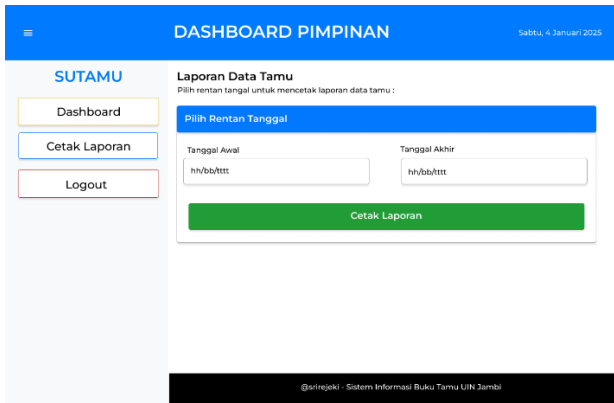 DASHBOARD PIMPINAN
Sabtu, 4 Januari 2025
SUTAMU
Dashboard
Cetak Laporan
Logout
Laporan Data Tamu
Pilih rentan tangal untuk mencetak laporan data tamu :
Pilih Rentan Tanggal
Tanggal Awal
Tanggal Akhir
hh/bb/tttt
hh/bb/tttt
Cetak Laporan
@srirejeki - Sistem Informasi Buku Tamu UIN Jambi